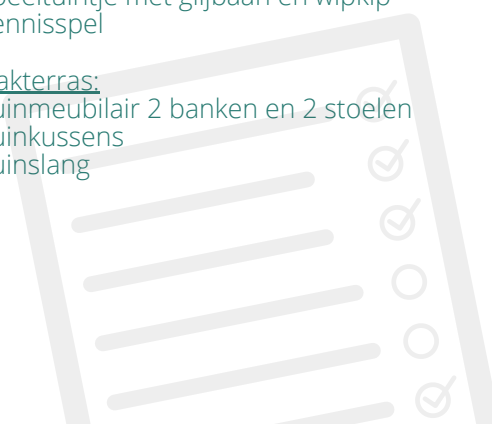 peeltuintje met glijbaan en wipkip
ennisspel
akterras:
uinmeubilair 2 banken en 2 stoelen
uinkussens
uinslang